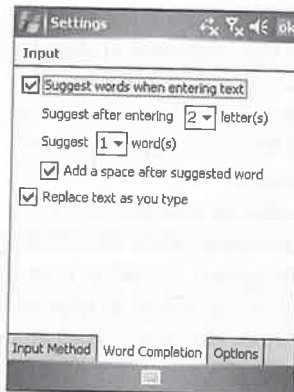 Settings ok
Input
Suggest words when entering text
Suggest after entering 2 letter(s)
Suggest 1 word(s)
Add a space after suggested word
Replace text as you type
Input Method Word Completion Options